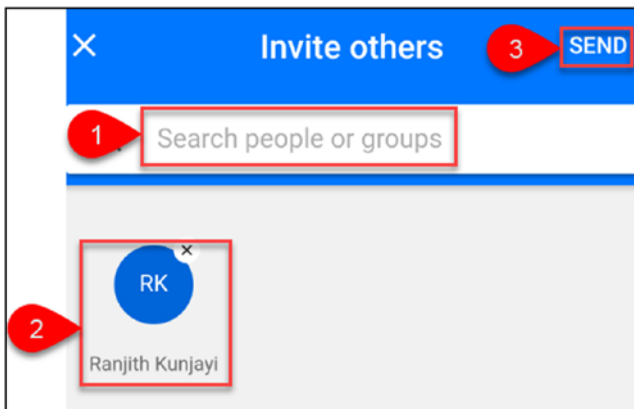 Invite others
3
SEND
1
Search people or groups
RK
2
Ranjith Kunjayi